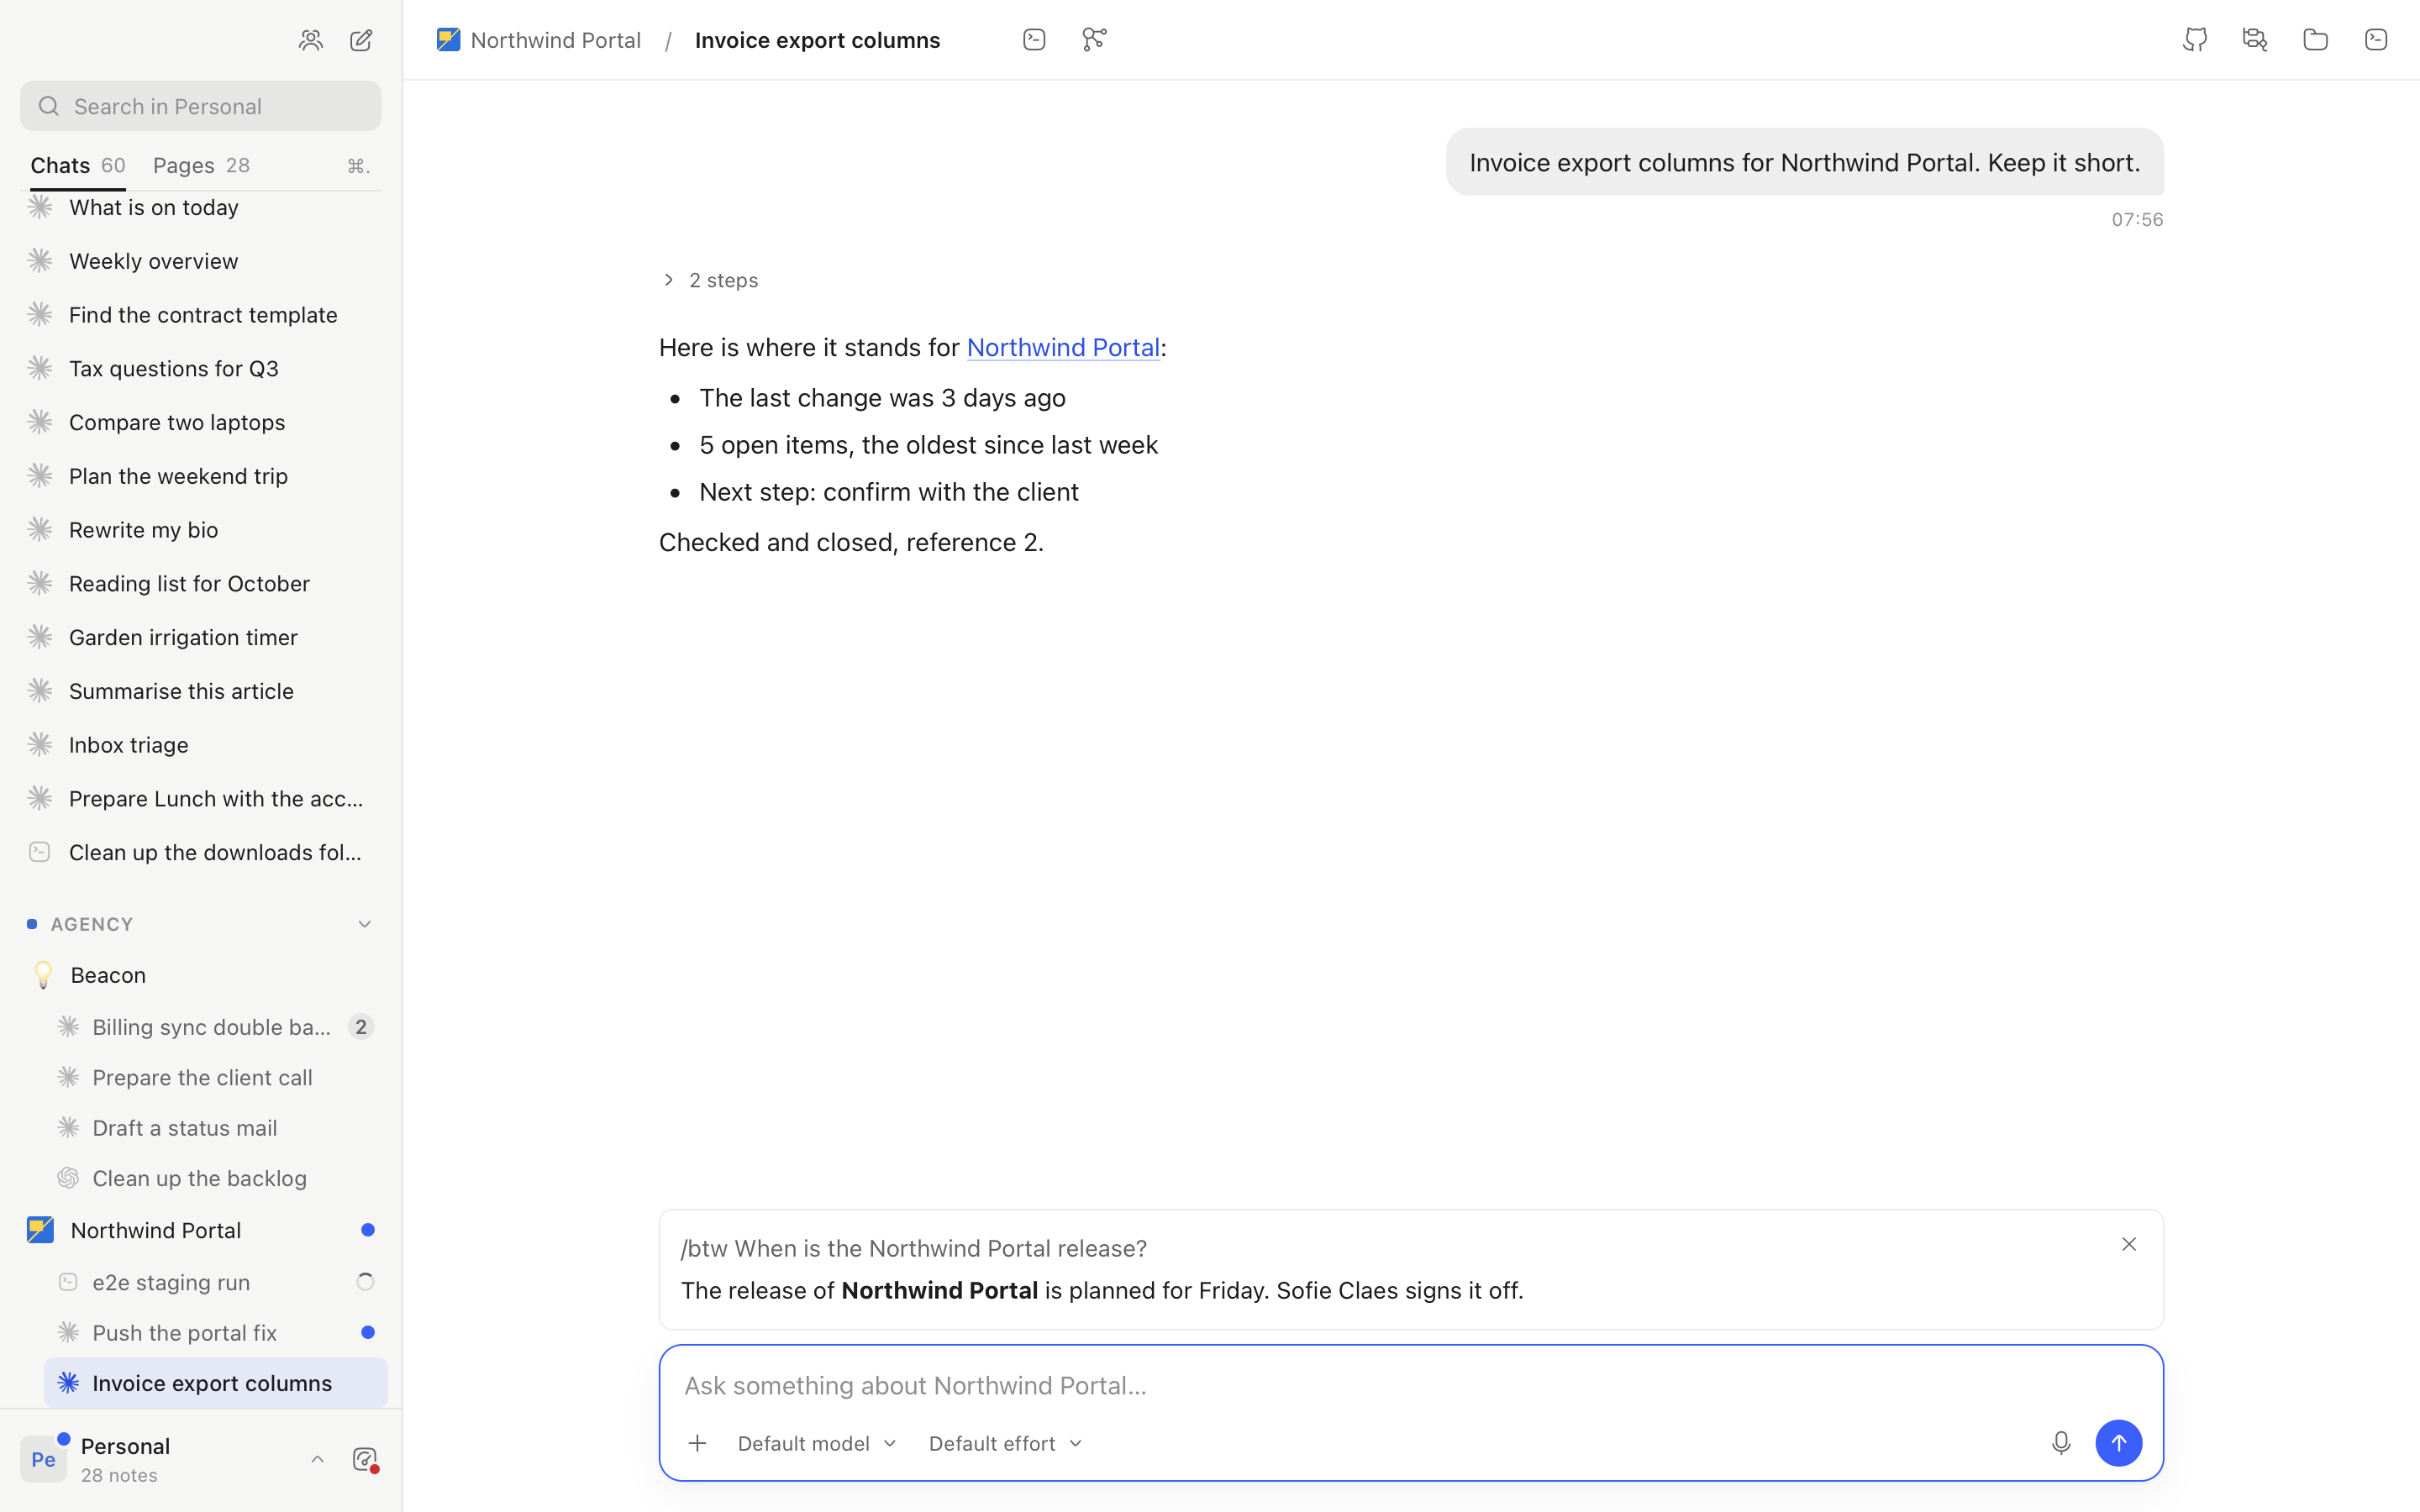 Search in Personal
Chats 60 Pages 28 ⌘.
What is on today
Weekly overview
Find the contract template
Tax questions for Q3
Compare two laptops
Plan the weekend trip
Rewrite my bio
Reading list for October
Garden irrigation timer
Summarise this article
Inbox triage
Prepare Lunch with the acc...
Clean up the downloads fol...
AGENCY
Beacon
Billing sync double ba... 2
Prepare the client call
Draft a status mail
Clean up the backlog
Northwind Portal
e2e staging run
Push the portal fix
Invoice export columns
Pe
Personal
28 notes
Northwind Portal / Invoice export columns
Invoice export columns for Northwind Portal. Keep it short.
07:56
2 steps
Here is where it stands for Northwind Portal:
• The last change was 3 days ago
• 5 open items, the oldest since last week
• Next step: confirm with the client
Checked and closed, reference 2.
/btw When is the Northwind Portal release?
The release of Northwind Portal is planned for Friday. Sofie Claes signs it off.
Ask something about Northwind Portal...
Default model Default effort